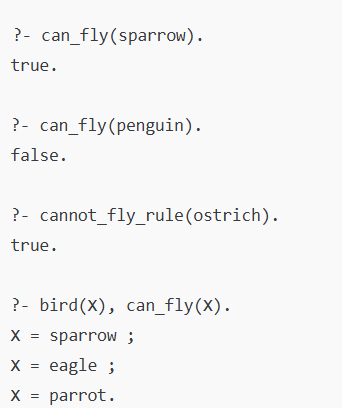 ?- can_fly(sparrow).
true.
?- can_fly(penguin).
false.
?- cannot_fly_rule(ostrich).
true.
?- bird(X), can_fly(X).
X = sparrow ;
X = eagle ;
X = parrot.